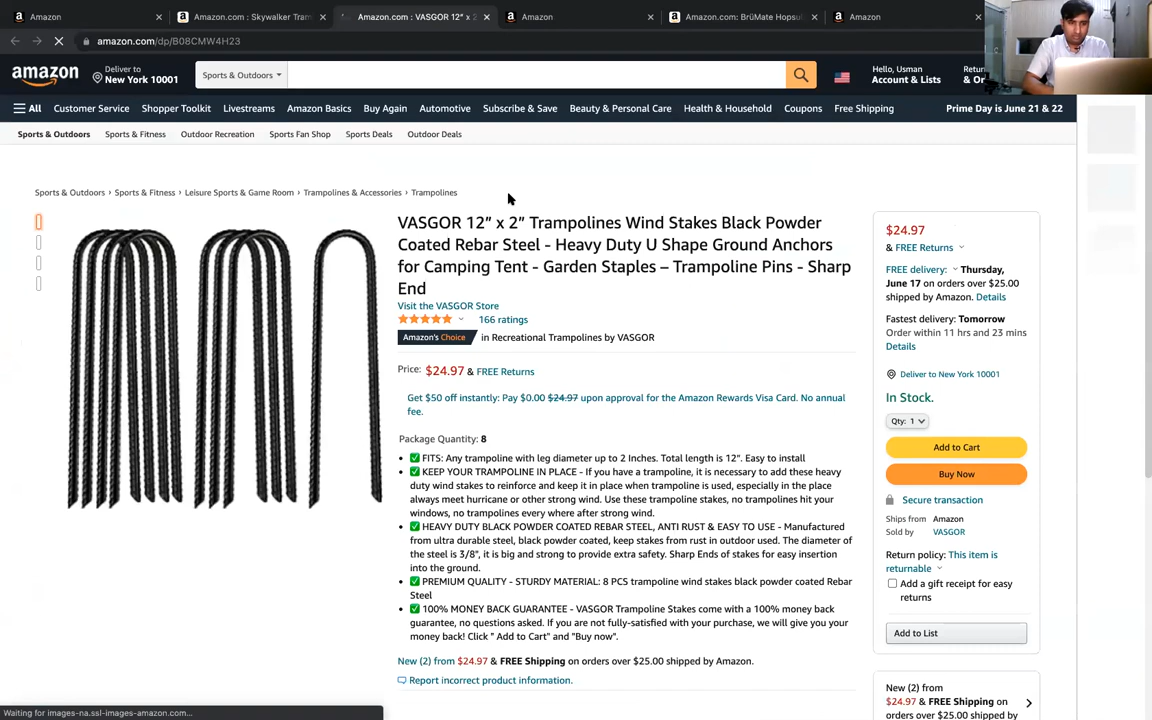 Amazon
Amazon.com : Skywalker Tram
Amazon.com : VASGOR 12” x 2
Amazon
Amazon.com: BrüMate Hopsul
Amazon
amazon.com/dp/B08CMW4H23
amazon
Deliver to
New York 10001
Sports & Outdoors
Hello, Usman
Account & Lists
Retur
& Or
All
Customer Service
Shopper Toolkit
Livestreams
Amazon Basics
Buy Again
Automotive
Subscribe & Save
Beauty & Personal Care
Health & Household
Coupons
Free Shipping
Prime Day is June 21 & 22
Sports & Outdoors
Sports & Fitness
Outdoor Recreation
Sports Fan Shop
Sports Deals
Outdoor Deals
Sports & Outdoors › Sports & Fitness › Leisure Sports & Game Room › Trampolines & Accessories › Trampolines
VASGOR 12” x 2” Trampolines Wind Stakes Black Powder
Coated Rebar Steel - Heavy Duty U Shape Ground Anchors
for Camping Tent - Garden Staples – Trampoline Pins - Sharp
End
Visit the VASGOR Store
166 ratings
Amazon's Choice in Recreational Trampolines by VASGOR
Price: $24.97 & FREE Returns
Get $50 off instantly: Pay $0.00 $24.97 upon approval for the Amazon Rewards Visa Card. No annual
fee.
Package Quantity: 8
• ✅ FITS: Any trampoline with leg diameter up to 2 Inches. Total length is 12". Easy to install
• ✅ KEEP YOUR TRAMPOLINE IN PLACE - If you have a trampoline, it is necessary to add these heavy
duty wind stakes to reinforce and keep it in place when trampoline is used, especially in the place
always meet hurricane or other strong wind. Use these trampoline stakes, no trampolines hit your
windows, no trampolines every where after strong wind.
• ✅ HEAVY DUTY BLACK POWDER COATED REBAR STEEL, ANTI RUST & EASY TO USE - Manufactured
from ultra durable steel, black powder coated, keep stakes from rust in outdoor used. The diameter of
the steel is 3/8", it is big and strong to provide extra safety. Sharp Ends of stakes for easy insertion
into the ground.
• ✅ PREMIUM QUALITY - STURDY MATERIAL: 8 PCS trampoline wind stakes black powder coated Rebar
Steel
• ✅ 100% MONEY BACK GUARANTEE - VASGOR Trampoline Stakes come with a 100% money back
guarantee, no questions asked. If you are not fully-satisfied with your purchase, we will give you your
money back! Click " Add to Cart" and "Buy now".
New (2) from $24.97 & FREE Shipping on orders over $25.00 shipped by Amazon.
Report incorrect product information.
$24.97
& FREE Returns
FREE delivery: Thursday,
June 17 on orders over $25.00
shipped by Amazon. Details
Fastest delivery: Tomorrow
Order within 11 hrs and 23 mins
Details
Deliver to New York 10001
In Stock.
Qty: 1
Add to Cart
Buy Now
Secure transaction
Ships from Amazon
Sold by VASGOR
Return policy: This item is
returnable
Add a gift receipt for easy
returns
Add to List
New (2) from
$24.97 & FREE Shipping on
orders over $25.00 shipped by
Waiting for images-na.ssl-images-amazon.com...